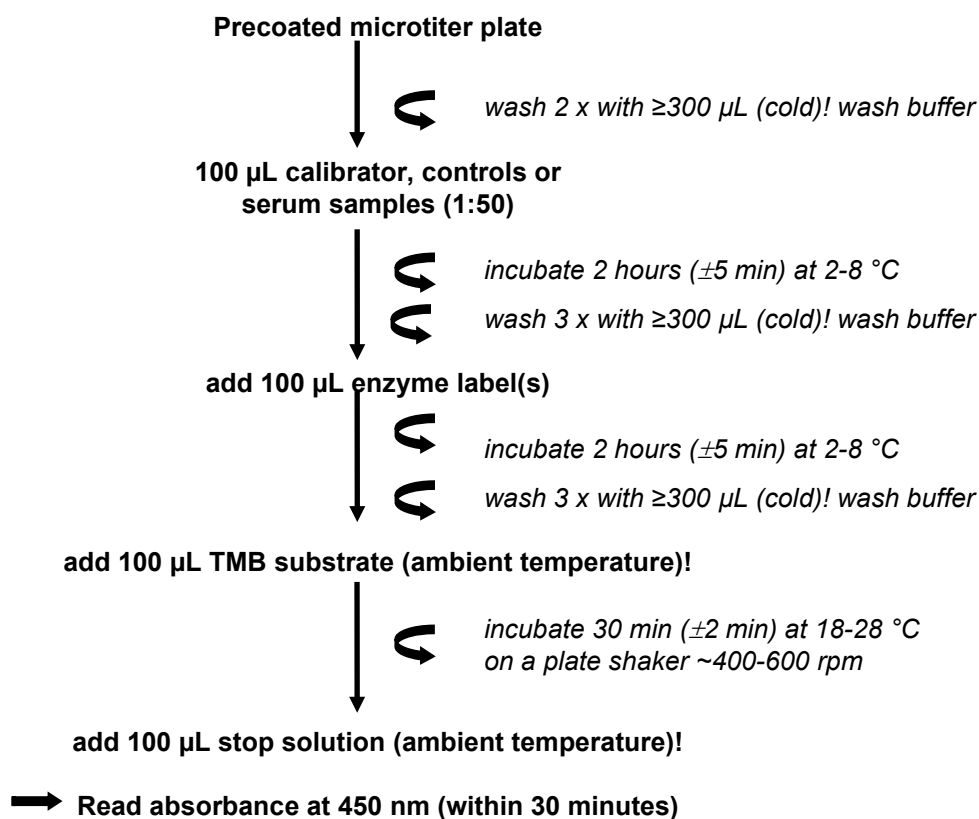 Precoated microtiter plate
wash 2 x with ≥300 µL (cold)! wash buffer
100 µL calibrator, controls or
serum samples (1:50)
incubate 2 hours (±5 min) at 2-8 °C
wash 3 x with ≥300 µL (cold)! wash buffer
add 100 µL enzyme label(s)
incubate 2 hours (±5 min) at 2-8 °C
wash 3 x with ≥300 µL (cold)! wash buffer
add 100 µL TMB substrate (ambient temperature)!
incubate 30 min (±2 min) at 18-28 °C
on a plate shaker ~400-600 rpm
add 100 µL stop solution (ambient temperature)!
Read absorbance at 450 nm (within 30 minutes)